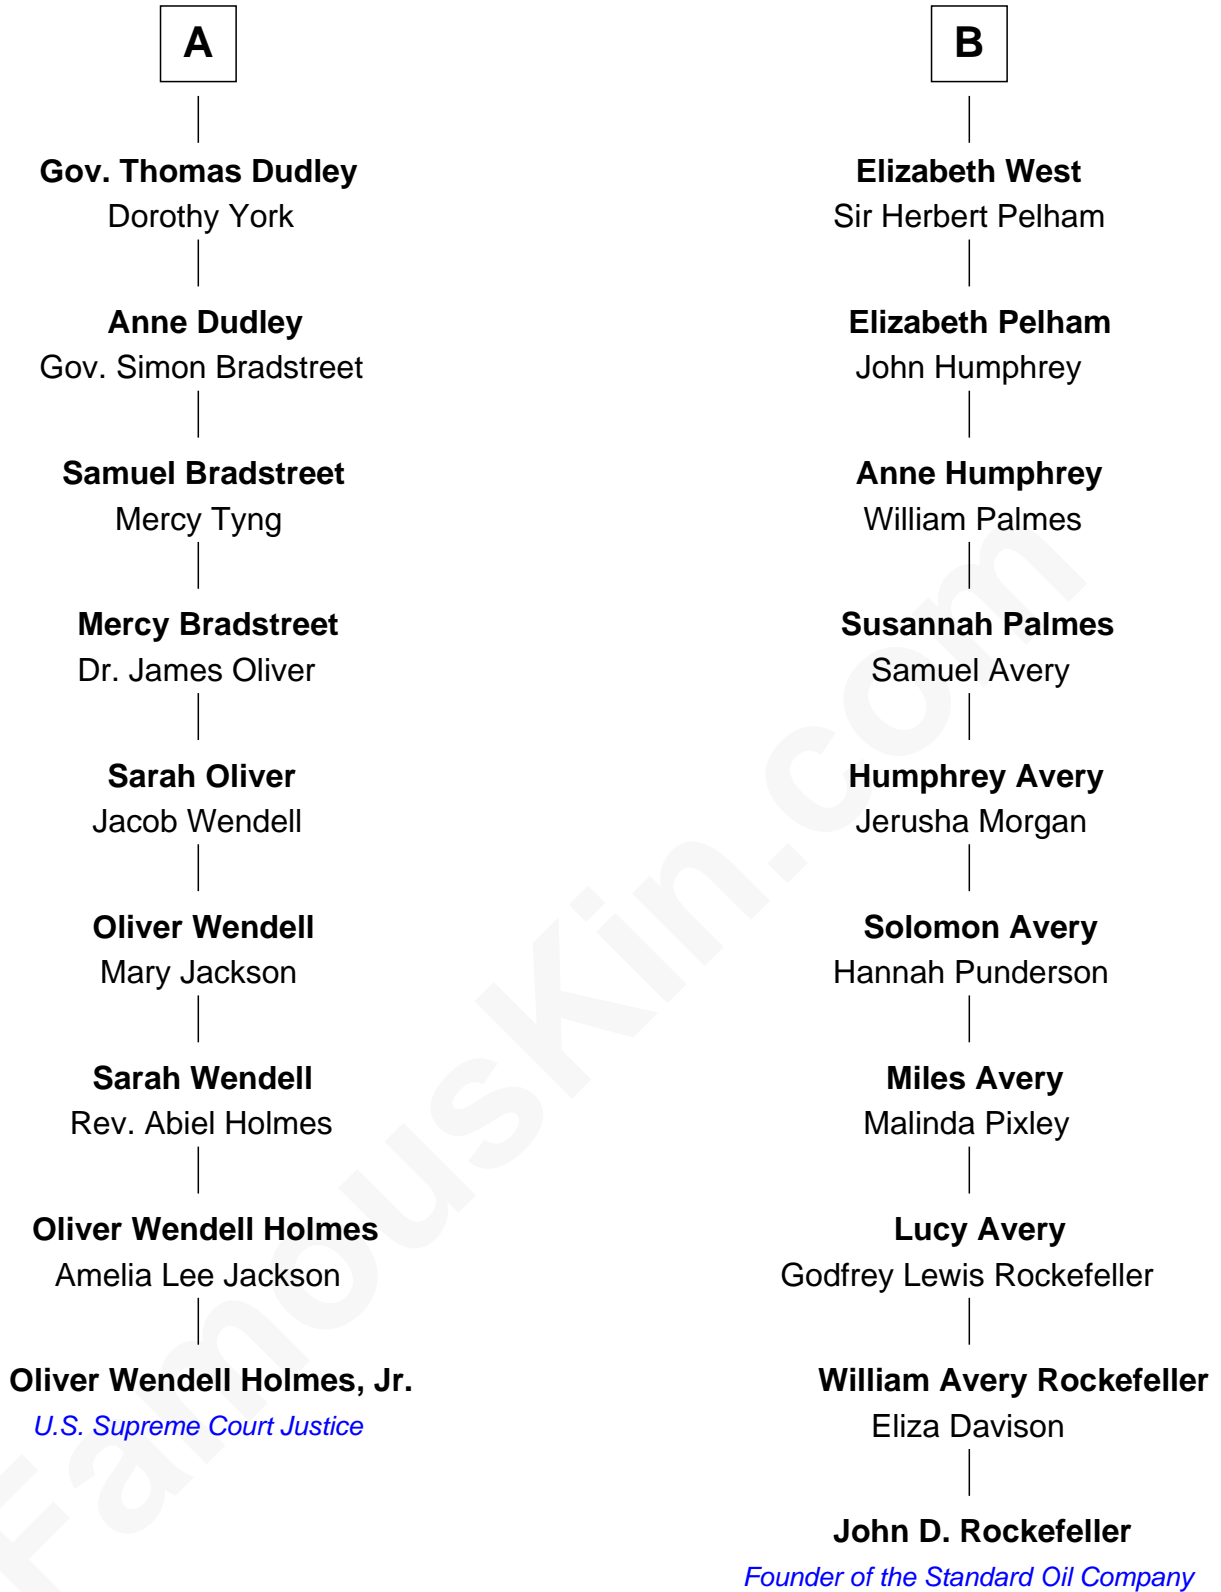 A
Gov. Thomas Dudley
Dorothy York
Anne Dudley
Gov. Simon Bradstreet
Samuel Bradstreet
Mercy Tyng
Mercy Bradstreet
Dr. James Oliver
Sarah Oliver
Jacob Wendell
Oliver Wendell
Mary Jackson
Sarah Wendell
Rev. Abiel Holmes
Oliver Wendell Holmes
Amelia Lee Jackson
Oliver Wendell Holmes, Jr.
U.S. Supreme Court Justice
B
Elizabeth West
Sir Herbert Pelham
Elizabeth Pelham
John Humphrey
Anne Humphrey
William Palmes
Susannah Palmes
Samuel Avery
Humphrey Avery
Jerusha Morgan
Solomon Avery
Hannah Punderson
Miles Avery
Malinda Pixley
Lucy Avery
Godfrey Lewis Rockefeller
William Avery Rockefeller
Eliza Davison
John D. Rockefeller
Founder of the Standard Oil Company
FamousKin.com